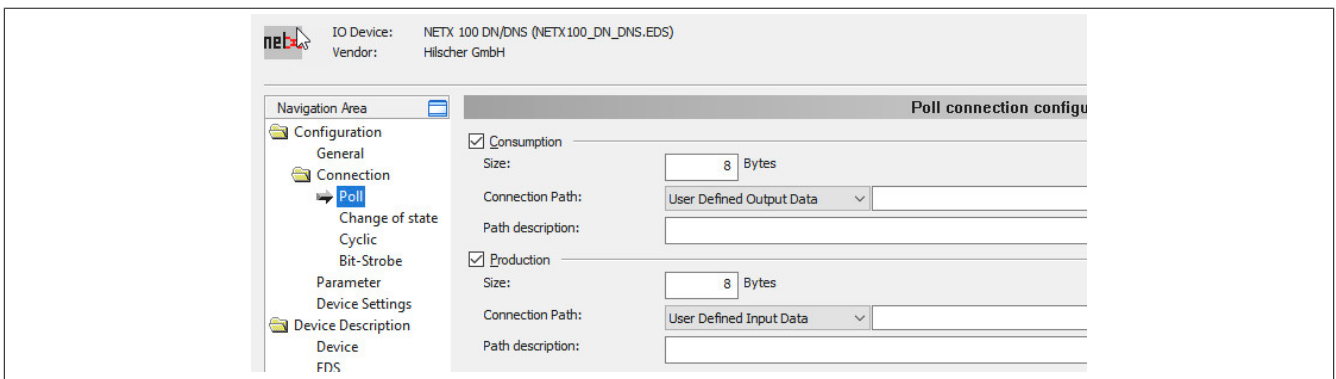 netx
IO Device: NETX 100 DN/DNS (NETX100_DN_DNS.EDS)
Vendor: Hilscher GmbH
Navigation Area
Configuration
General
Connection
Poll
Change of state
Cyclic
Bit-Strobe
Parameter
Device Settings
Device Description
Device
EDS
Poll connection configu
Consumption
Size: 8 Bytes
Connection Path: User Defined Output Data
Path description:
Production
Size: 8 Bytes
Connection Path: User Defined Input Data
Path description: